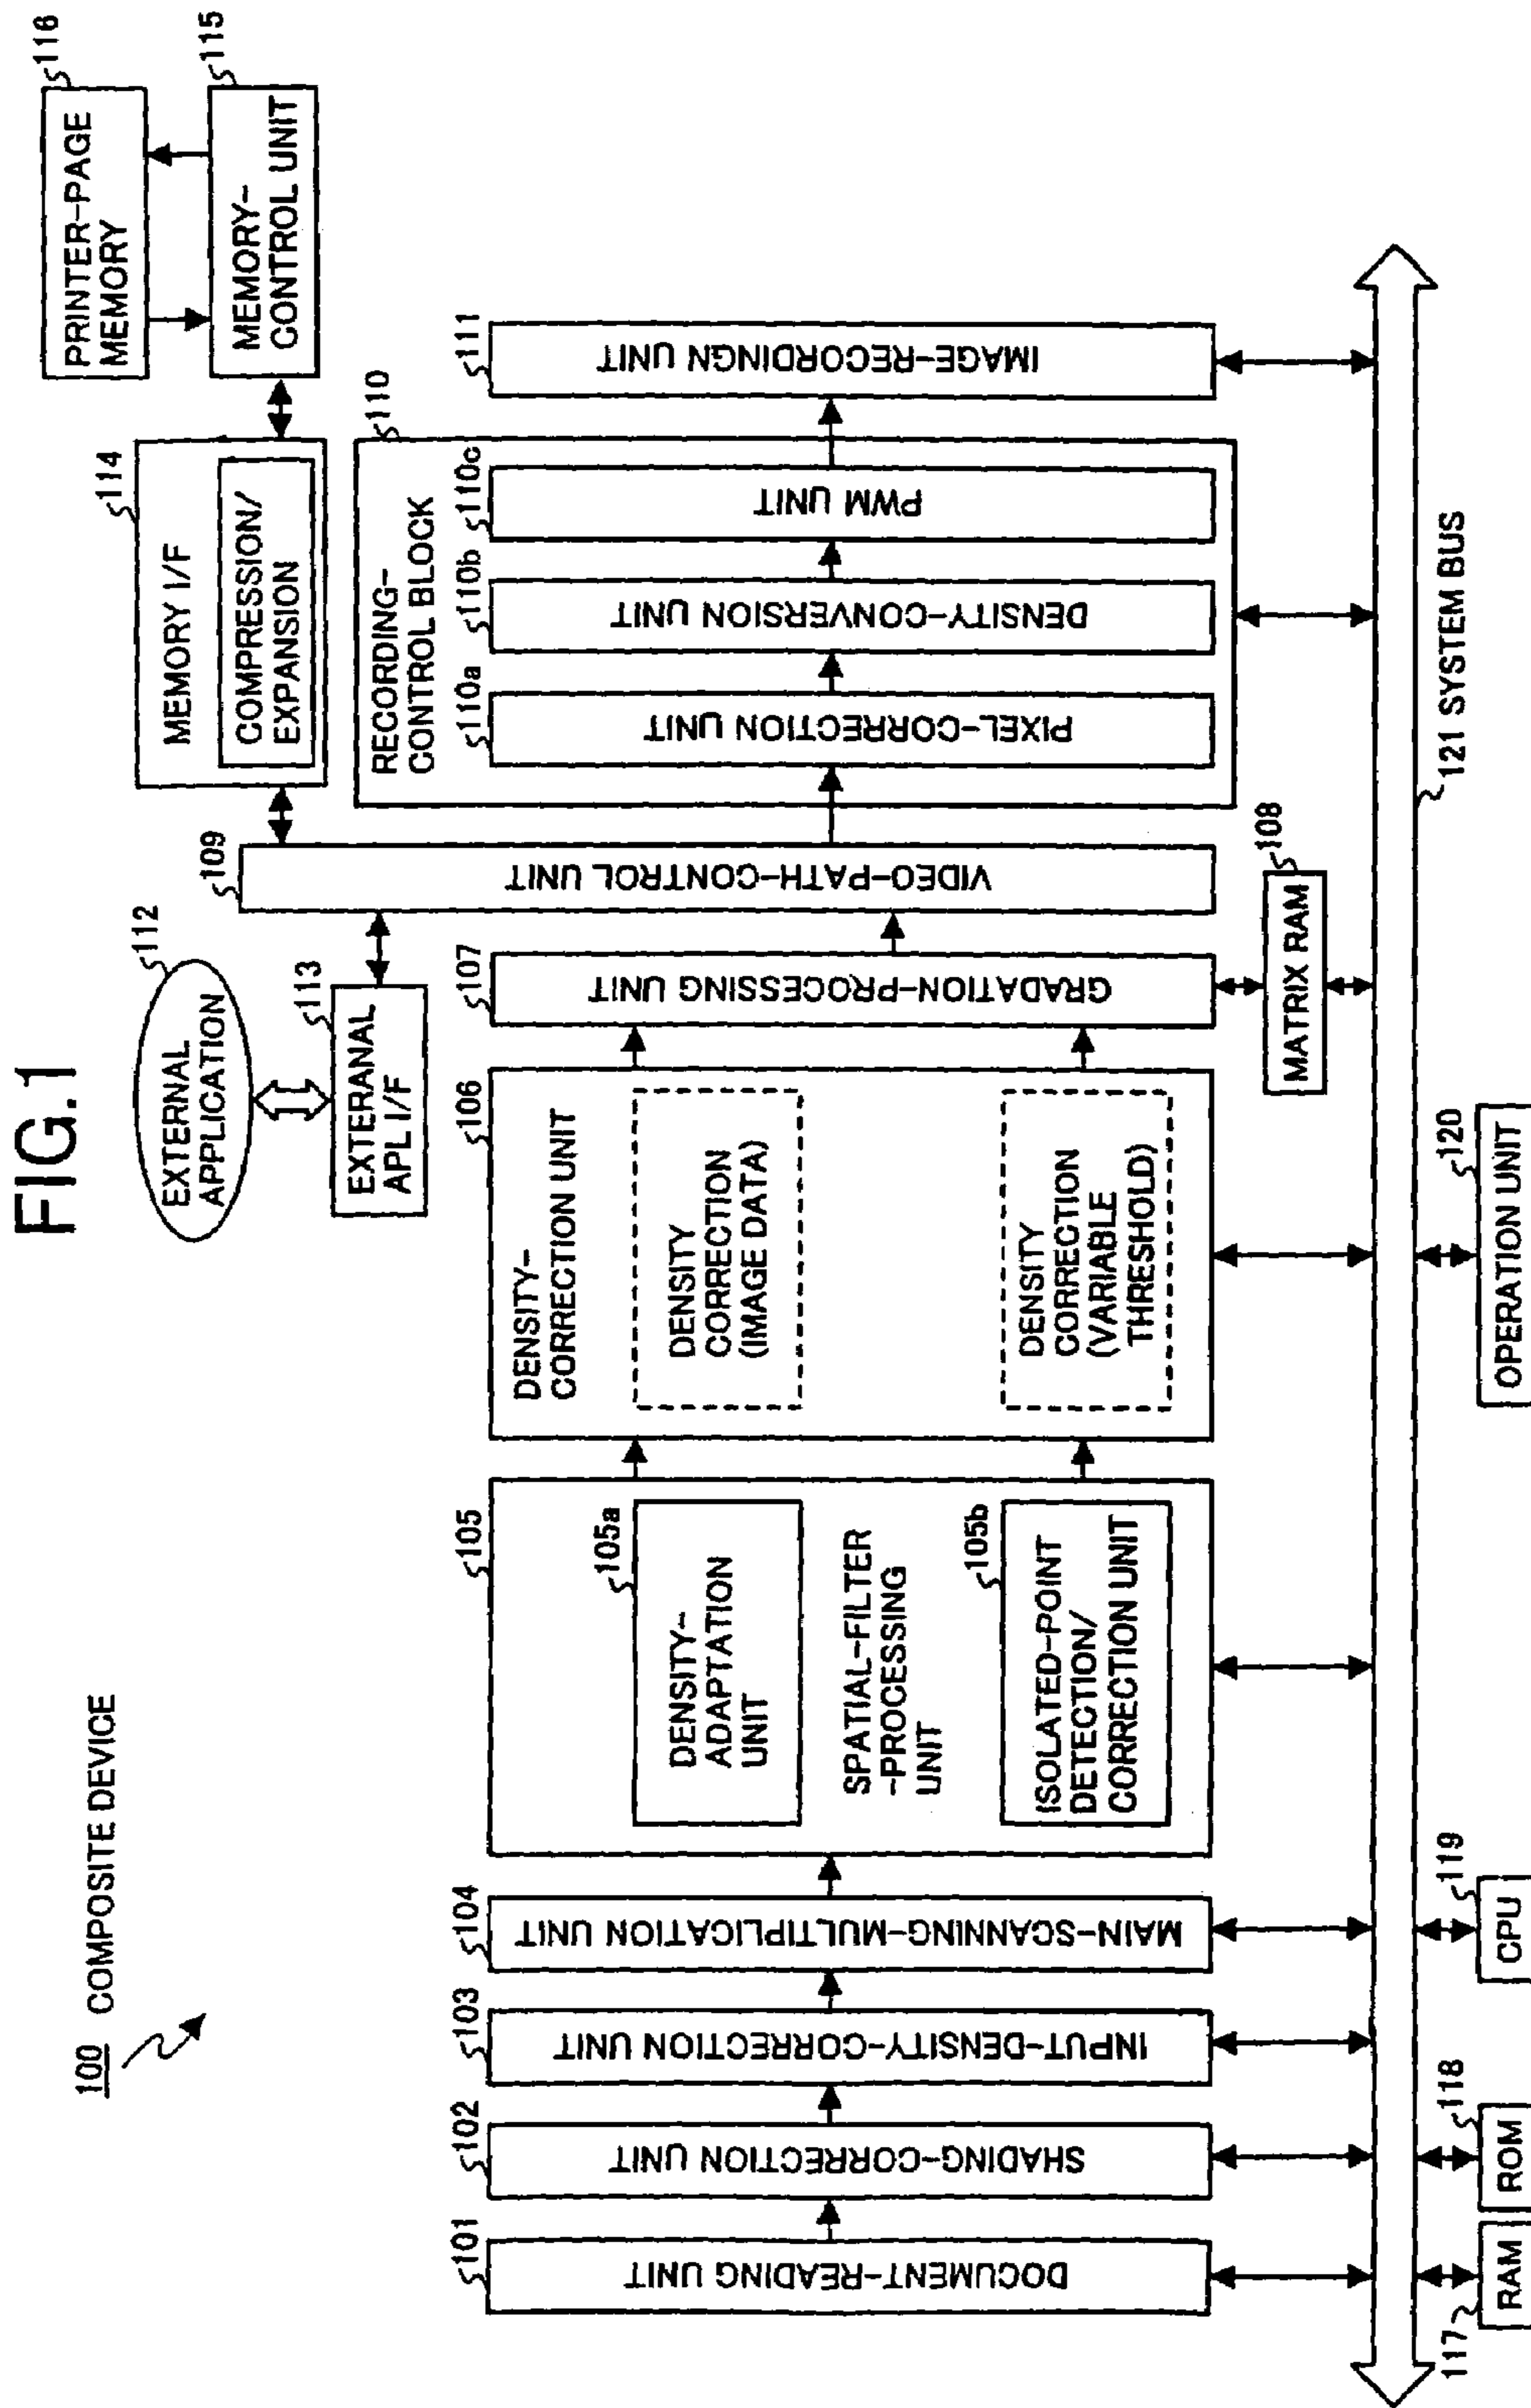 FIG.1
100 COMPOSITE DEVICE
101
DOCUMENT-READING UNIT
102
SHADING-CORRECTION UNIT
103
INPUT-DENSITY-CORRECTION UNIT
104
MAIN-SCANNING-MULTIPLICATION UNIT
105
105a
DENSITY-
ADAPTATION
UNIT
SPATIAL-FILTER
-PROCESSING
UNIT
105b
ISOLATED-POINT
DETECTION/
CORRECTION UNIT
106
DENSITY-
CORRECTION UNIT
DENSITY
CORRECTION
(IMAGE DATA)
DENSITY
CORRECTION
(VARIABLE
THRESHOLD)
107
GRADATION-PROCESSING UNIT
MATRIX RAM
108
109
VIDEO-PATH-CONTROL UNIT
112
EXTERNAL
APPLICATION
113
EXTERANAL
APL I/F
114
MEMORY I/F
COMPRESSION/
EXPANSION
116
PRINTER-PAGE
MEMORY
115
MEMORY-
CONTROL UNIT
110
RECORDING-
CONTROL BLOCK
110a
PIXEL-CORRECTION UNIT
110b
DENSITY-CONVERSION UNIT
110c
PWM UNIT
111
IMAGE-RECORDINGN UNIT
121 SYSTEM BUS
117
RAM
118
ROM
119
CPU
120
OPERATION UNIT